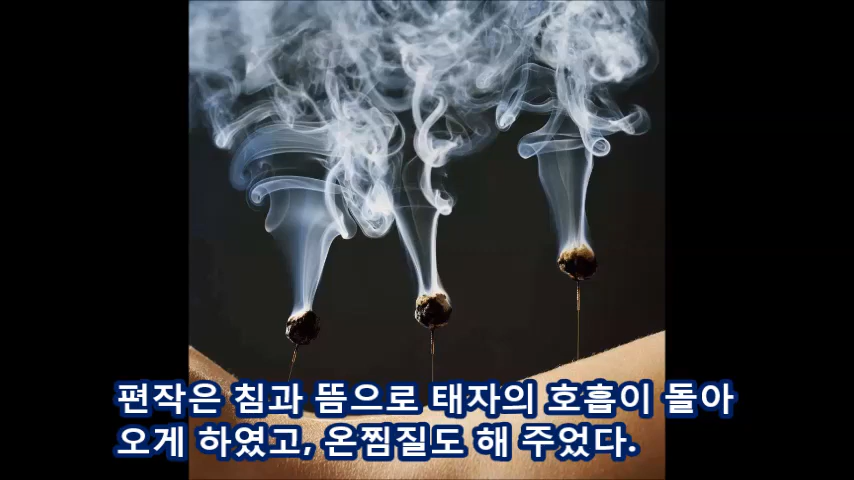 편작은 침과 뜸으로 태자의 호흡이 돌아
오게 하였고, 온찜질도 해 주었다.